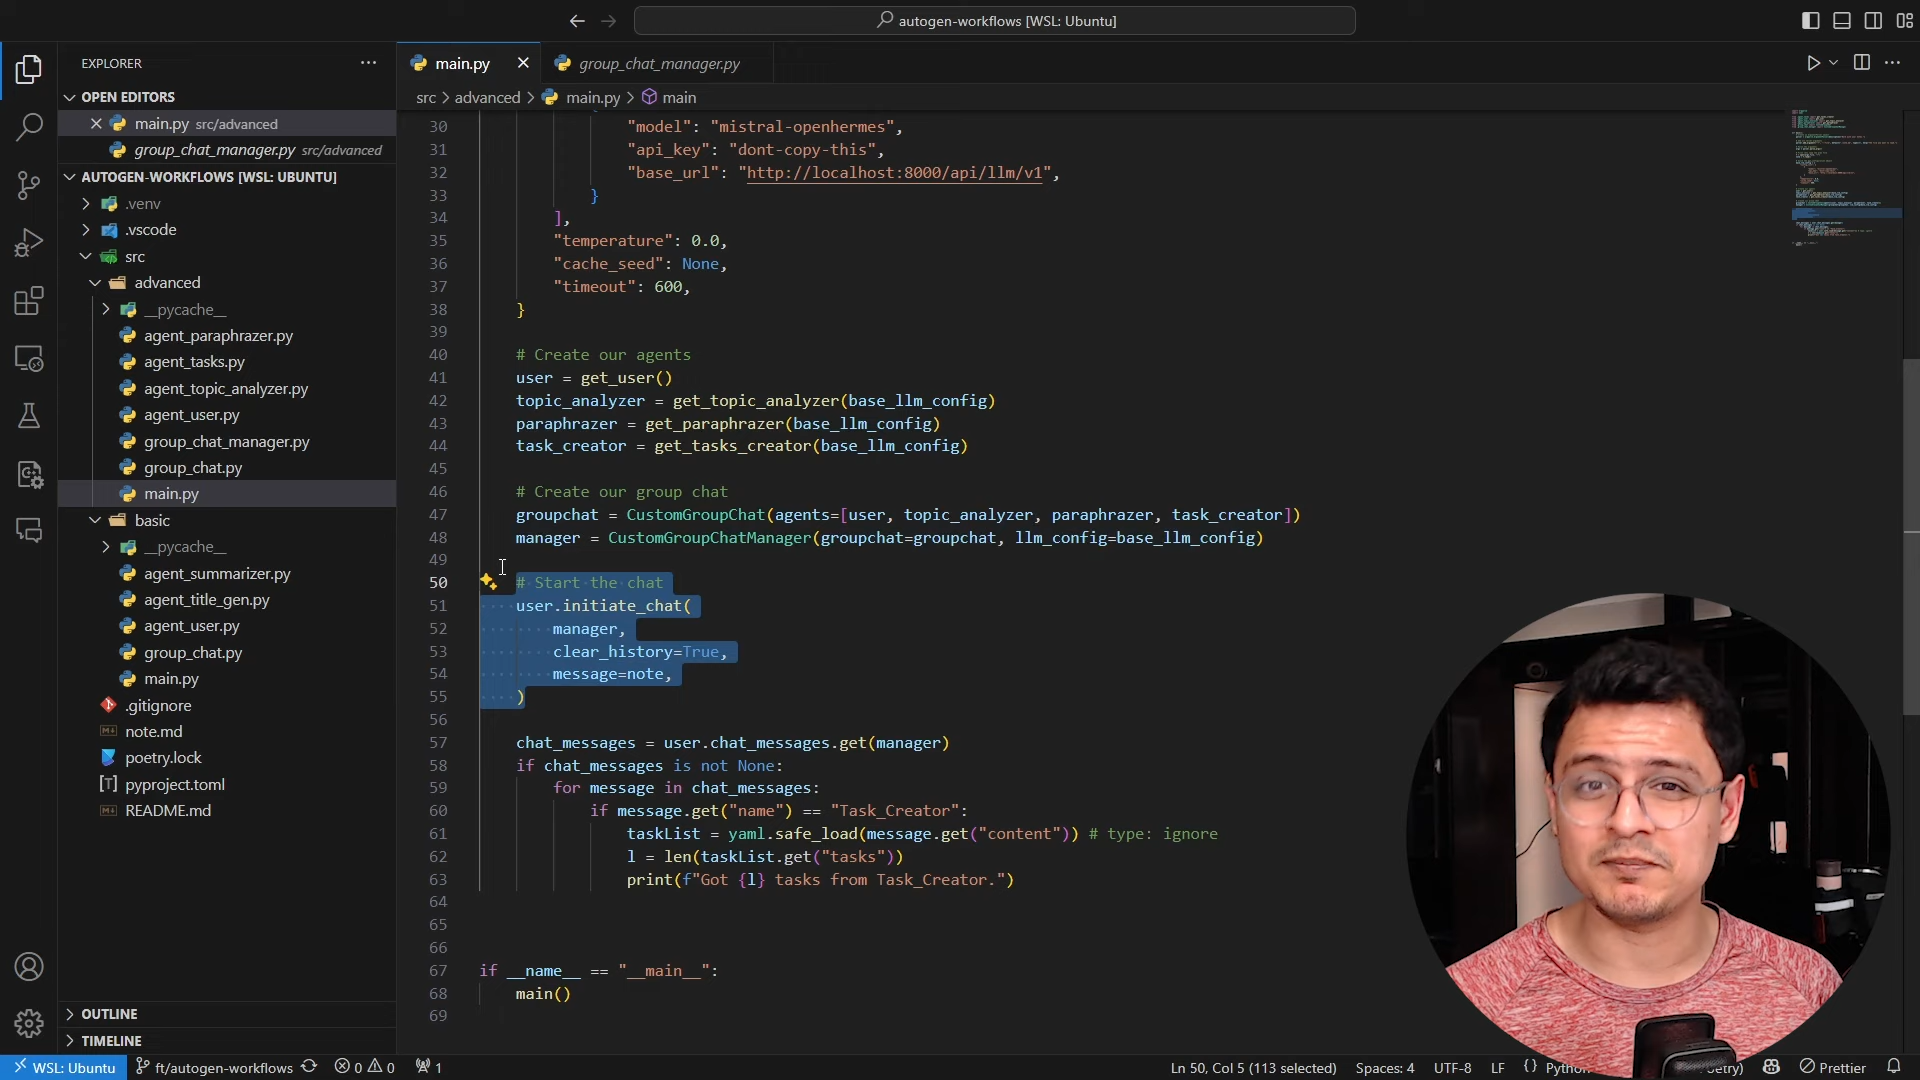 autogen-workflows [WSL: Ubuntu]
EXPLORER
OPEN EDITORS
main.py src/advanced
group_chat_manager.py src/advanced
AUTOGEN-WORKFLOWS [WSL: UBUNTU]
.venv
.vscode
src
advanced
__pycache__
agent_paraphrazer.py
agent_tasks.py
agent_topic_analyzer.py
agent_user.py
group_chat_manager.py
group_chat.py
main.py
basic
__pycache__
agent_summarizer.py
agent_title_gen.py
agent_user.py
group_chat.py
main.py
.gitignore
note.md
poetry.lock
pyproject.toml
README.md
OUTLINE
TIMELINE
main.py
group_chat_manager.py
src > advanced > main.py > main
30 "model": "mistral-openhermes",
31 "api_key": "dont-copy-this",
32 "base_url": "http://localhost:8000/api/llm/v1",
33 }
34 ],
35 "temperature": 0.0,
36 "cache_seed": None,
37 "timeout": 600,
38 }
39
40 # Create our agents
41 user = get_user()
42 topic_analyzer = get_topic_analyzer(base_llm_config)
43 paraphrazer = get_paraphrazer(base_llm_config)
44 task_creator = get_tasks_creator(base_llm_config)
45
46 # Create our group chat
47 groupchat = CustomGroupChat(agents=[user, topic_analyzer, paraphrazer, task_creator])
48 manager = CustomGroupChatManager(groupchat=groupchat, llm_config=base_llm_config)
49
50 # Start the chat
51 user.initiate_chat(
52 manager,
53 clear_history=True,
54 message=note,
55 )
56
57 chat_messages = user.chat_messages.get(manager)
58 if chat_messages is not None:
59 for message in chat_messages:
60 if message.get("name") == "Task_Creator":
61 taskList = yaml.safe_load(message.get("content")) # type: ignore
62 l = len(taskList.get("tasks"))
63 print(f"Got {l} tasks from Task_Creator.")
64
65
66
67 if __name__ == "__main__":
68 main()
69
WSL: Ubuntu
ft/autogen-workflows
0 0
1
Ln 50, Col 5 (113 selected)
Spaces: 4
UTF-8
LF
Prettier